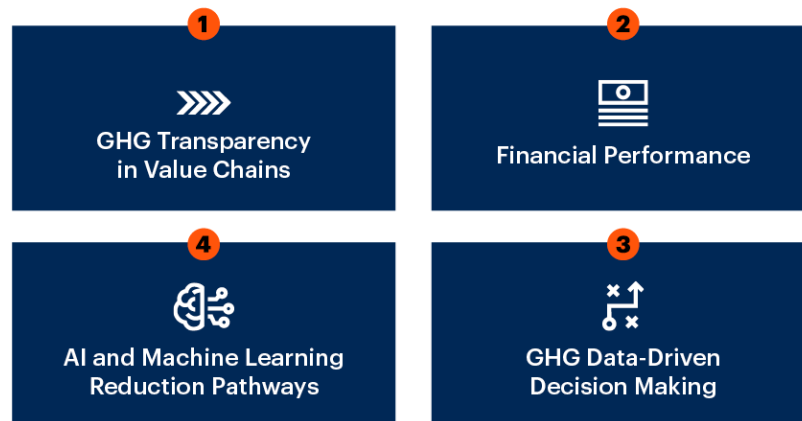 1
GHG Transparency
in Value Chains
2
Financial Performance
4
AI and Machine Learning
Reduction Pathways
3
GHG Data-Driven
Decision Making